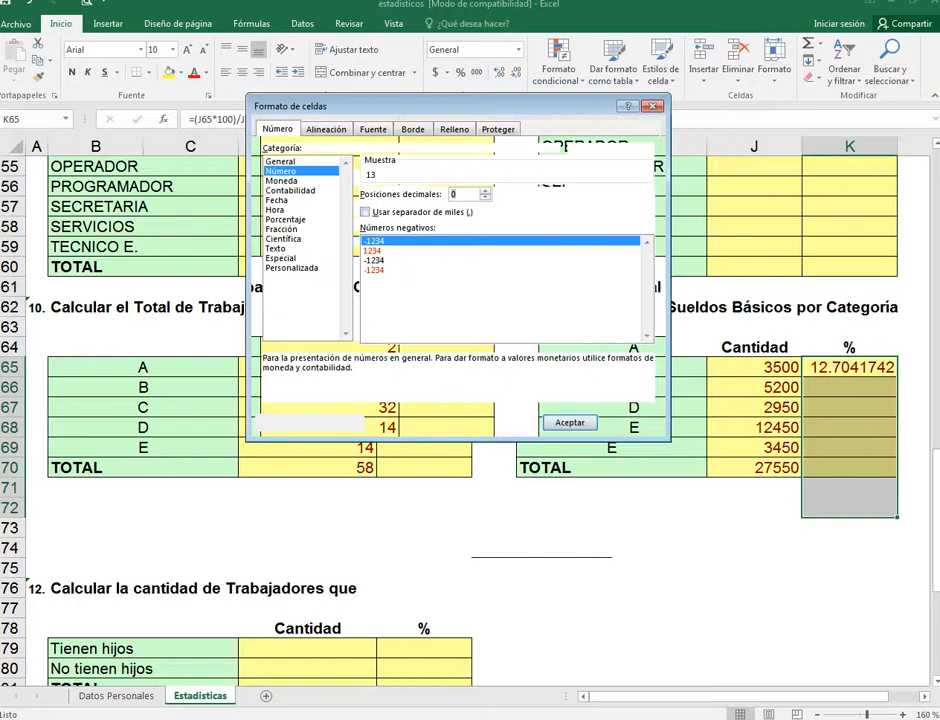 estadisticos [Modo de compatibilidad] - Excel
Archivo Inicio Insertar Diseño de página Fórmulas Datos Revisar Vista ¿Qué desea hacer? Iniciar sesión Compartir
Pegar
Arial 10
General
Ajustar texto
Combinar y centrar
N K S
$ % 000
Formato condicional
Dar formato como tabla
Estilos de celda
Insertar Eliminar Formato
Ordenar y filtrar
Buscar y seleccionar
Portapapeles Fuente Celdas Modificar
K65 fx =(J65*100)/J
A B C J K
55 OPERADOR
56 PROGRAMADOR
57 SECRETARIA
58 SERVICIOS
59 TECNICO E.
60 TOTAL
61
62 10. Calcular el Total de Trabaj Sueldos Básicos por Categoría
63
64 2 A Cantidad %
65 A 3500 12.7041742
66 B 5200
67 C 32 D 2950
68 D 14 E 12450
69 E 14 E 3450
70 TOTAL 58 TOTAL 27550
71
72
73
74
75
76 12. Calcular la cantidad de Trabajadores que
77
78 Cantidad %
79 Tienen hijos
80 No tienen hijos
Formato de celdas
Número Alineación Fuente Borde Relleno Proteger
Categoría:
General
Número
Moneda
Contabilidad
Fecha
Hora
Porcentaje
Fracción
Científica
Texto
Especial
Personalizada
Muestra
13
Posiciones decimales: 0
Usar separador de miles (,)
Números negativos:
-1234
1234
-1234
-1234
Para la presentación de números en general. Para dar formato a valores monetarios utilice formatos de
moneda y contabilidad.
Aceptar
Datos Personales Estadisticas
Listo 160 %